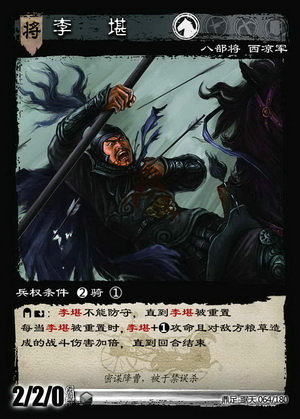 将 李 堪
八部将 西凉军
兵权条件 2 骑 1
李堪不能防守，直到李堪被重置
每当李堪被重置时，李堪+1攻命且对敌方粮草造
成的战斗伤害加倍，直到回合结束
密谋降曹，被于禁误杀
2/2/0
064/180